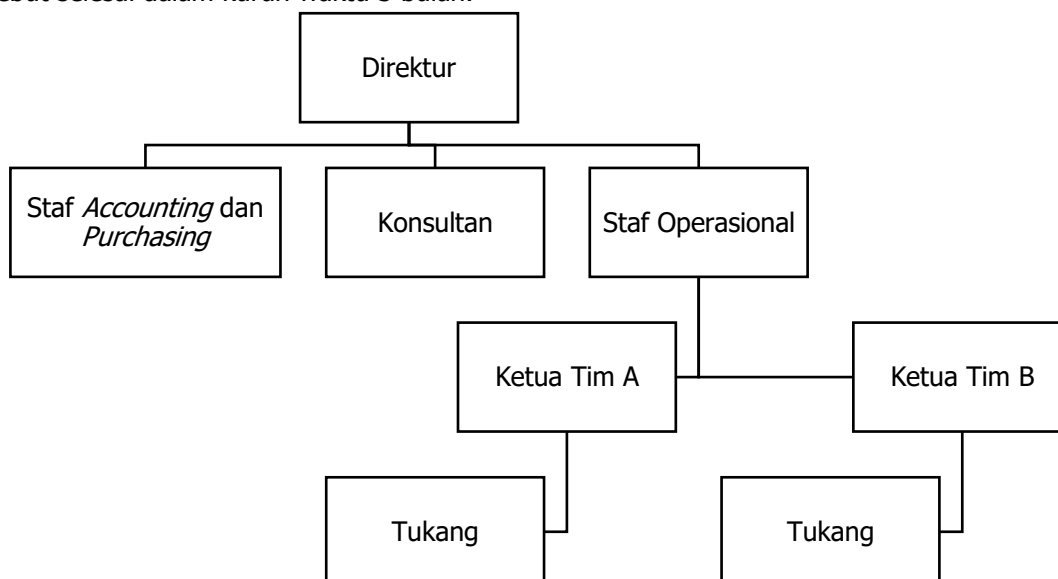 Direktur
Staf Accounting dan
Purchasing
Konsultan
Staf Operasional
Ketua Tim A
Ketua Tim B
Tukang
Tukang